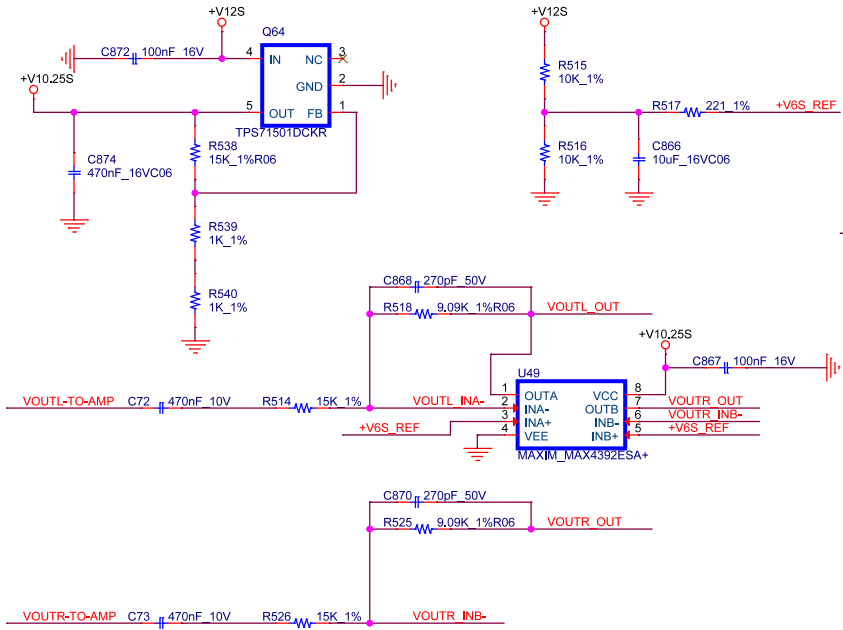 +V12S
Q64
C872 100nF_16V
4 IN NC 3
GND 2
+V10.25S
5 OUT FB 1
TPS71501DCKR
R538
15K_1%R06
C874
470nF_16VC06
R539
1K_1%
R540
1K_1%
+V12S
R515
10K_1%
R517 221_1% +V6S_REF
R516
10K_1%
C866
10uF_16VC06
C868 270pF_50V
R518 9.09K_1%R06 VOUTL_OUT
+V10.25S
C867 100nF_16V
U49
1 OUTA VCC 8
VOUTL-TO-AMP C72 470nF_10V R514 15K_1% VOUTL_INA- 2 INA- OUTB 7 VOUTR_OUT
3 INA+ INB- 6 VOUTR_INB-
+V6S_REF 4 VEE INB+ 5 +V6S_REF
MAXIM_MAX4392ESA+
C870 270pF_50V
R525 9.09K_1%R06 VOUTR_OUT
VOUTR-TO-AMP C73 470nF_10V R526 15K_1% VOUTR_INB-